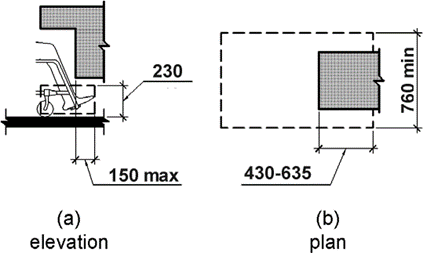 230
150 max
430-635
760 min
(a)
elevation
(b)
plan